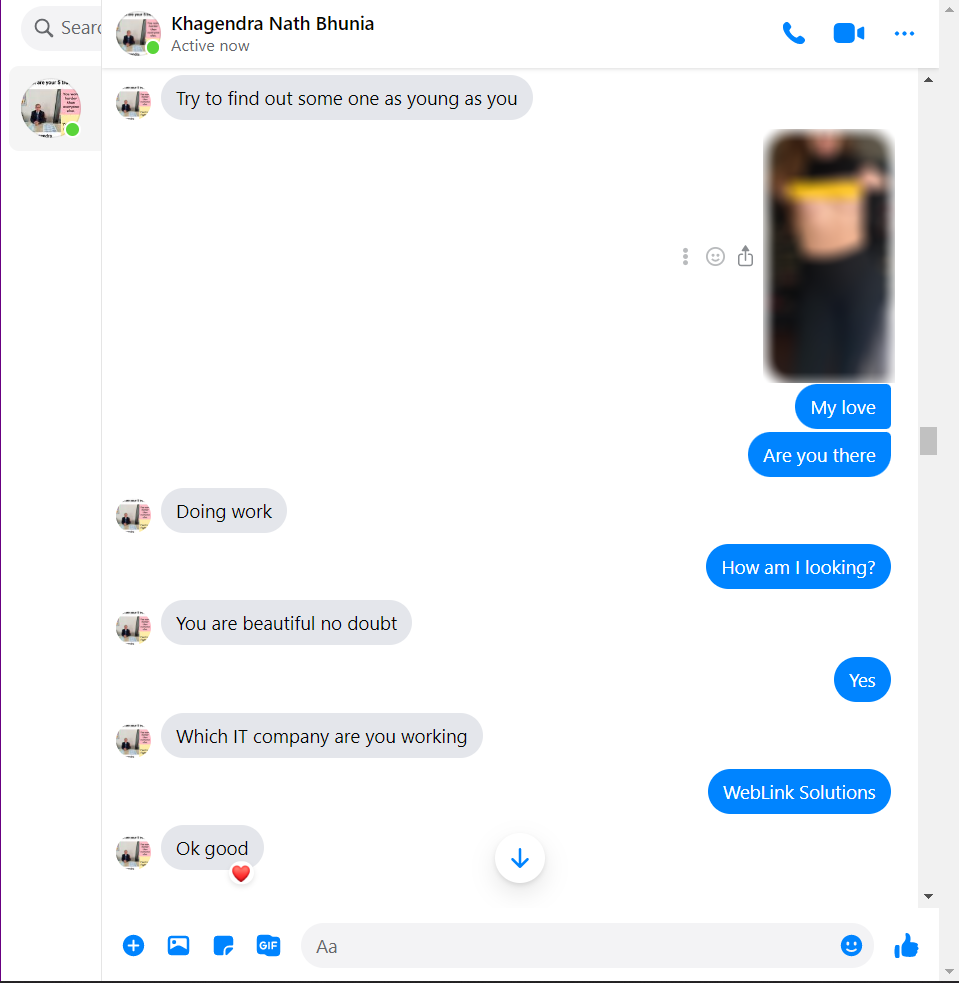 Searc
Khagendra Nath Bhunia
Active now
Try to find out some one as young as you
My love
Are you there
Doing work
How am I looking?
You are beautiful no doubt
Yes
Which IT company are you working
WebLink Solutions
Ok good
GIF
Aa